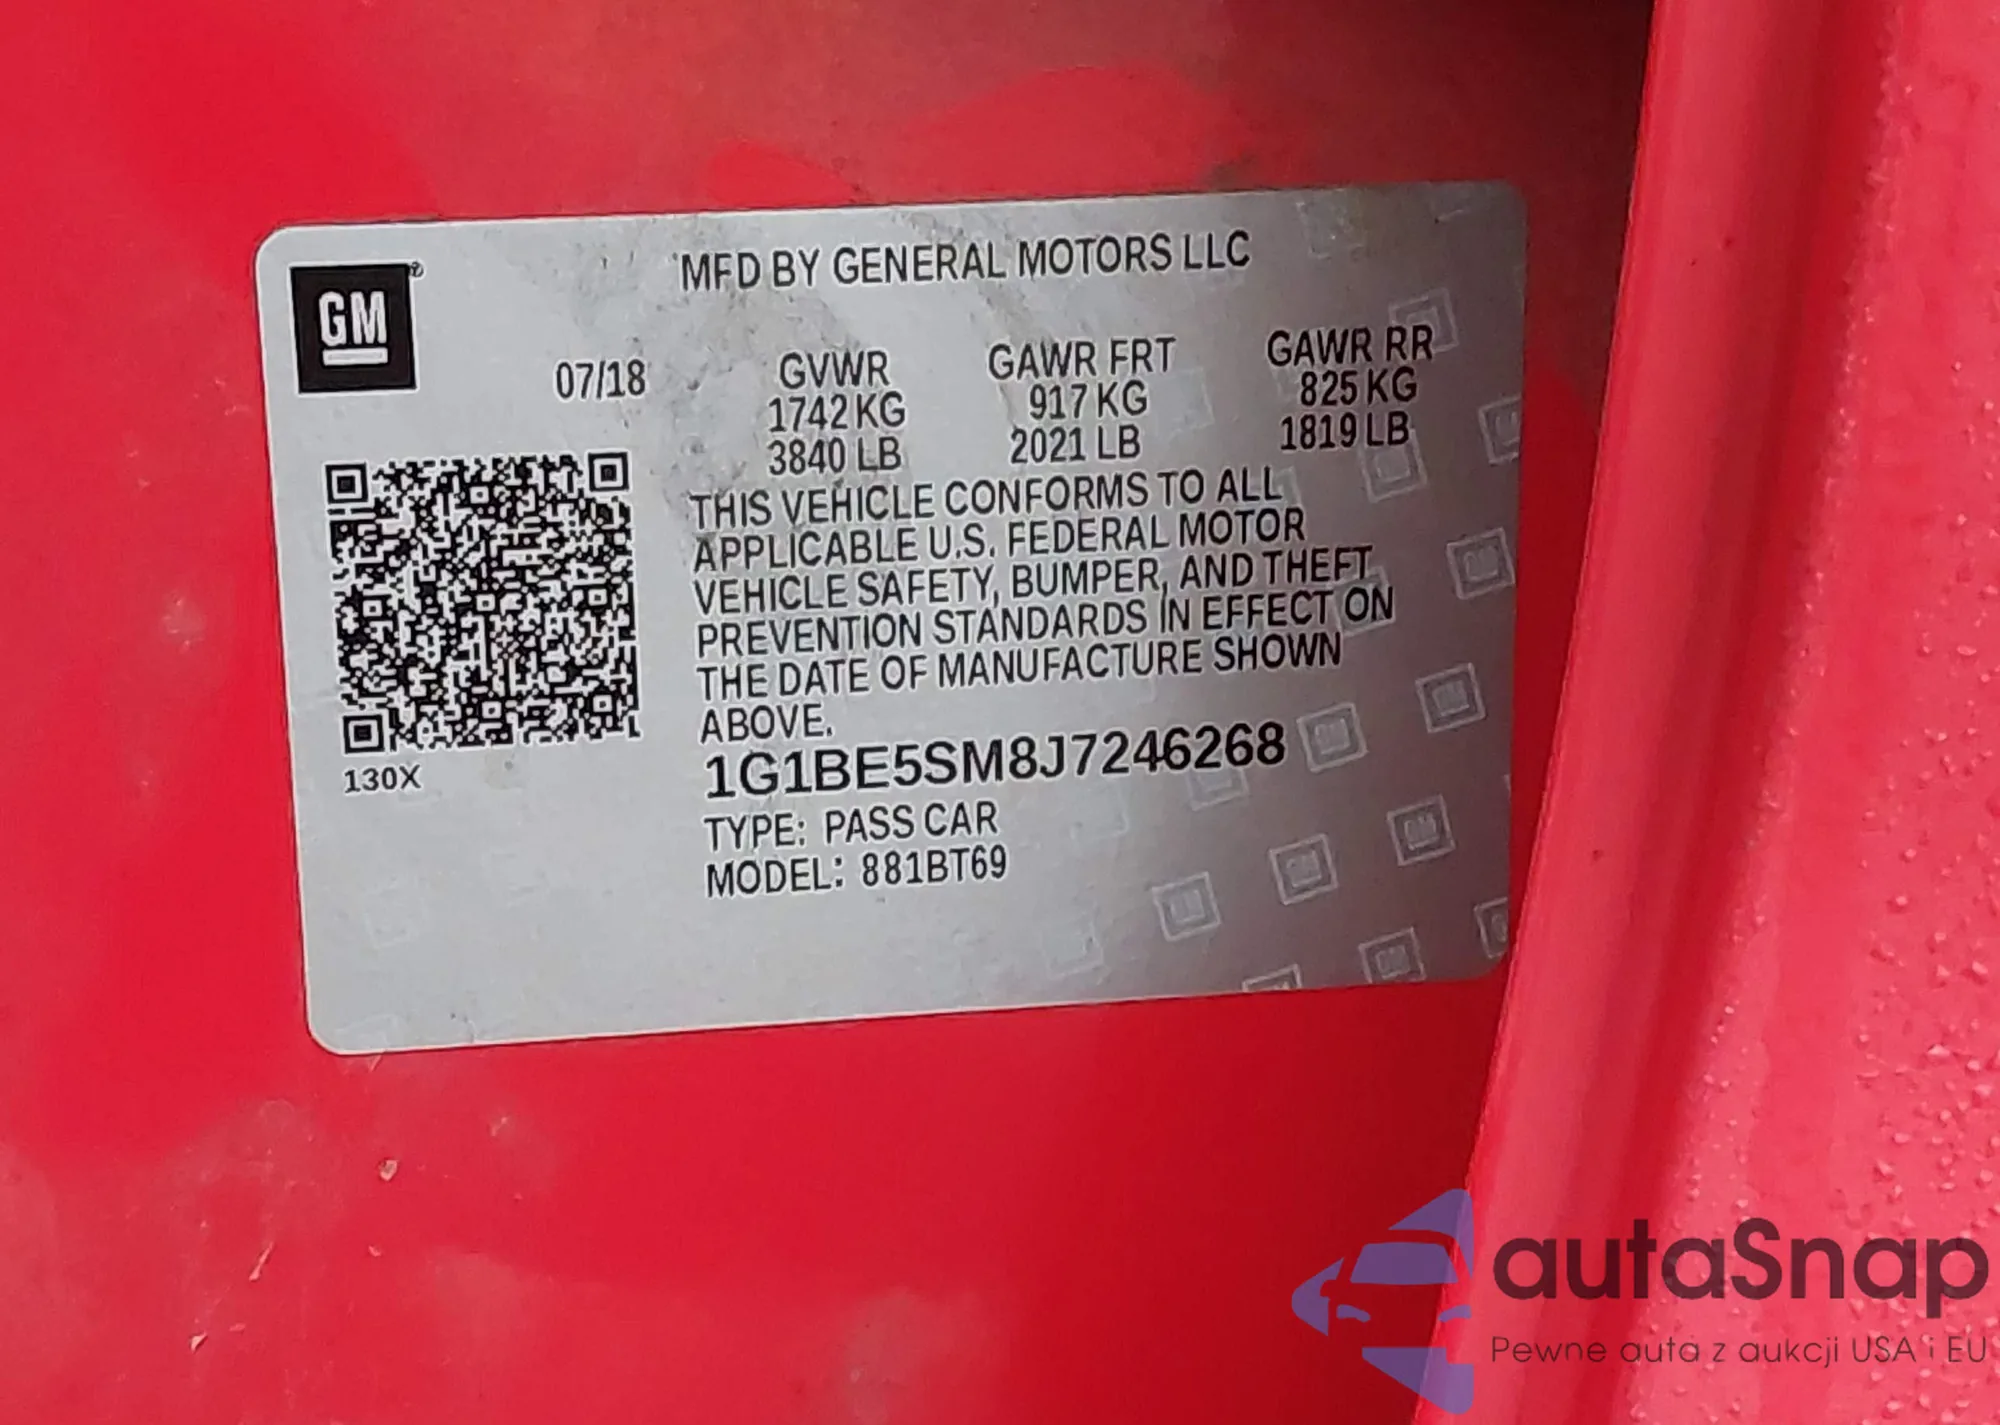 GM®
MFD BY GENERAL MOTORS LLC
07/18
GVWR
1742 KG
3840 LB
GAWR FRT
917 KG
2021 LB
GAWR RR
825 KG
1819 LB
THIS VEHICLE CONFORMS TO ALL
APPLICABLE U.S. FEDERAL MOTOR
VEHICLE SAFETY, BUMPER, AND THEFT
PREVENTION STANDARDS IN EFFECT ON
THE DATE OF MANUFACTURE SHOWN
ABOVE.
1G1BE5SM8J7246268
TYPE: PASS CAR
MODEL: 881BT69
130X
autaSnap
Pewne auta z aukcji USA i EU